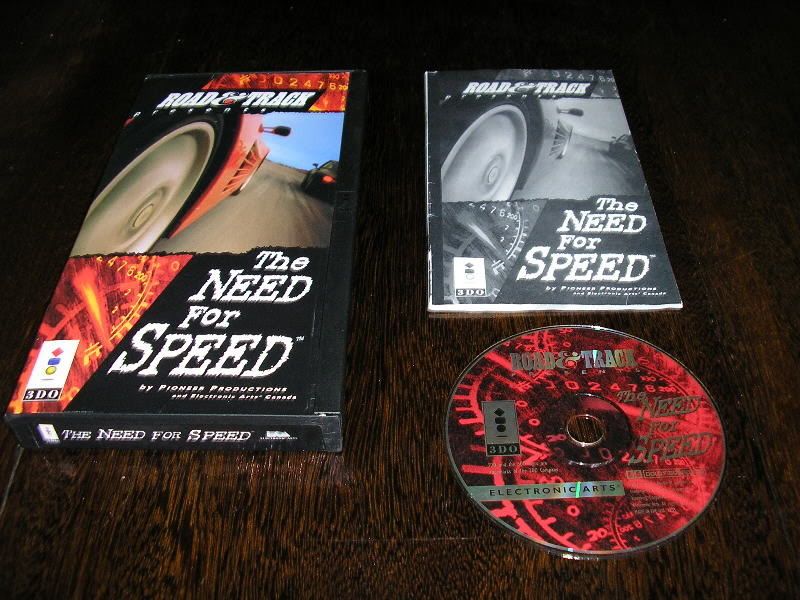 ROAD & TRACK
presents
The
NEED
For
SPEED™
by PIONEER PRODUCTIONS
and Electronic Arts® Canada
3DO
THE NEED FOR SPEED
ROAD & TRACK
presents
The
NEED
For
SPEED™
by PIONEER PRODUCTIONS
and Electronic Arts® Canada
3DO
ROAD & TRACK
The
NEED
For
SPEED
3DO
ELECTRONIC ARTS®